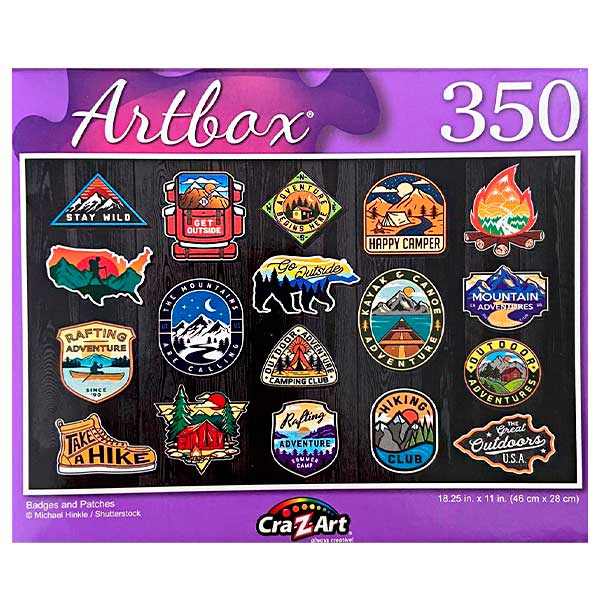 Artbox®
350
STAY WILD
GET
OUTSIDE
N
ADVENTURE
BEGINS HERE
HAPPY CAMPER
THE MOUNTAINS
ARE CALLING
Go Outside
KAYAK & CANOE
ADVENTURE
MOUNTAIN
ADVENTURES
RAFTING
ADVENTURE
SINCE
'90
OUTDOOR ADVENTURE
CAMPING CLUB
OUTDOOR
ADVENTURES
TAKE
A HIKE
Rafting
ADVENTURE
SUMMER
CAMP
HIKING
CLUB
THE
Great
Outdoors
U.S.A.
Badges and Patches
© Michael Hinkle / Shutterstock
18.25 in. x 11 in. (46 cm x 28 cm)
Cra-Z-Art
always creative!